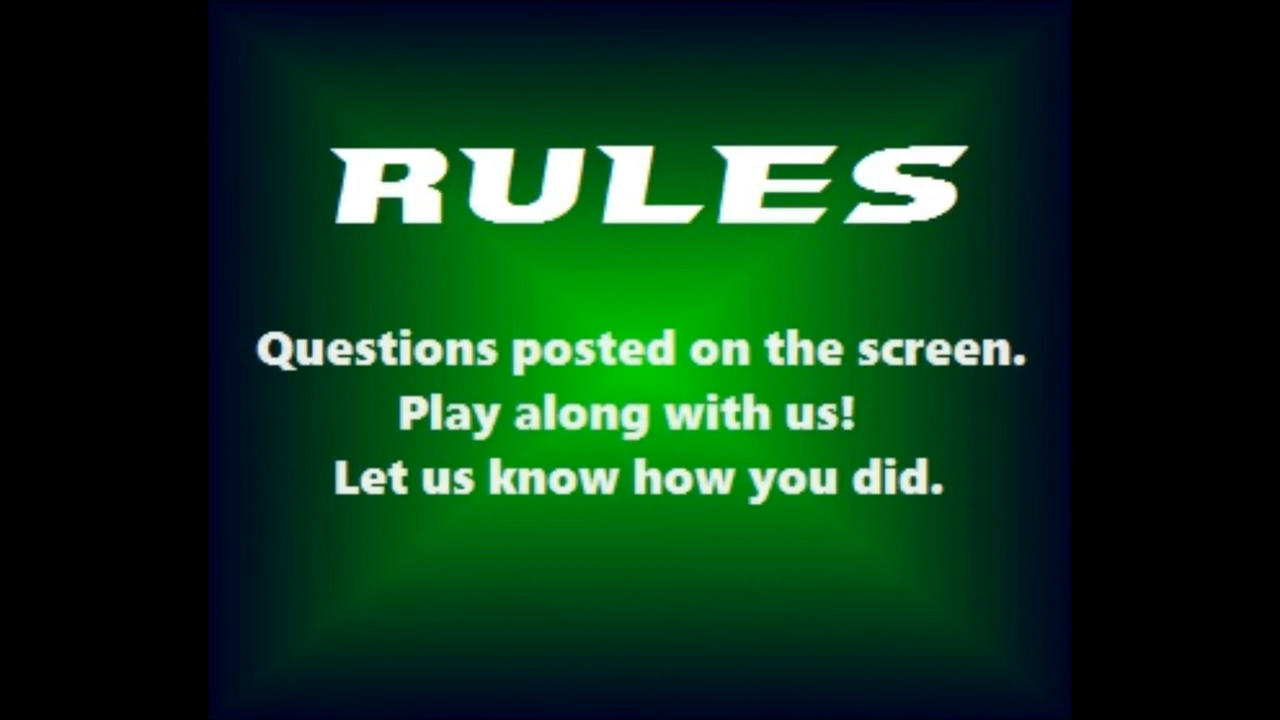 RULES
Questions posted on the screen.
Play along with us!
Let us know how you did.